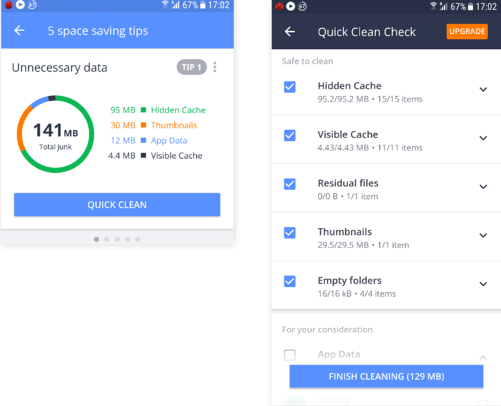 67% 17:02
5 space saving tips
Unnecessary data
TIP 1
95 MB Hidden Cache
30 MB Thumbnails
12 MB App Data
4.4 MB Visible Cache
141 MB
Total junk
QUICK CLEAN
67% 17:02
Quick Clean Check
UPGRADE
Safe to clean
Hidden Cache
95.2/95.2 MB • 15/15 items
Visible Cache
4.43/4.43 MB • 11/11 items
Residual files
0/0 B • 1/1 item
Thumbnails
29.5/29.5 MB • 1/1 item
Empty folders
16/16 kB • 4/4 items
For your consideration
App Data
FINISH CLEANING (129 MB)